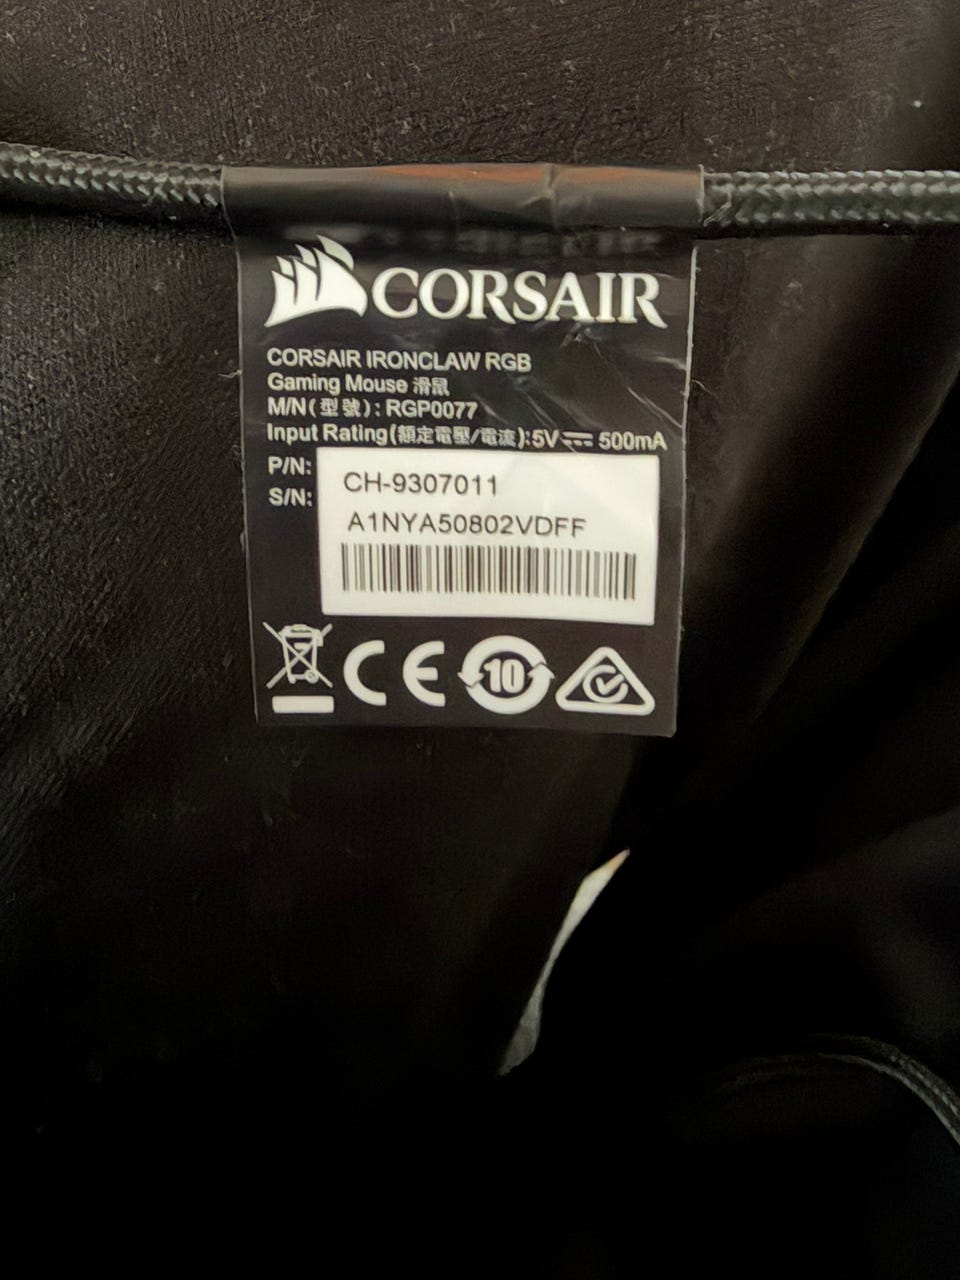 CORSAIR
CORSAIR IRONCLAW RGB
Gaming Mouse 滑鼠
M/N(型號): RGP0077
Input Rating(額定電壓/電流):5V⎓500mA
P/N: CH-9307011
S/N: A1NYA50802VDFF
CE 10